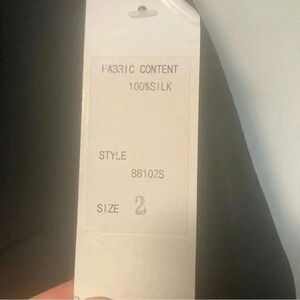 FABRIC CONTENT
100%SILK
STYLE
88102S
SIZE 2